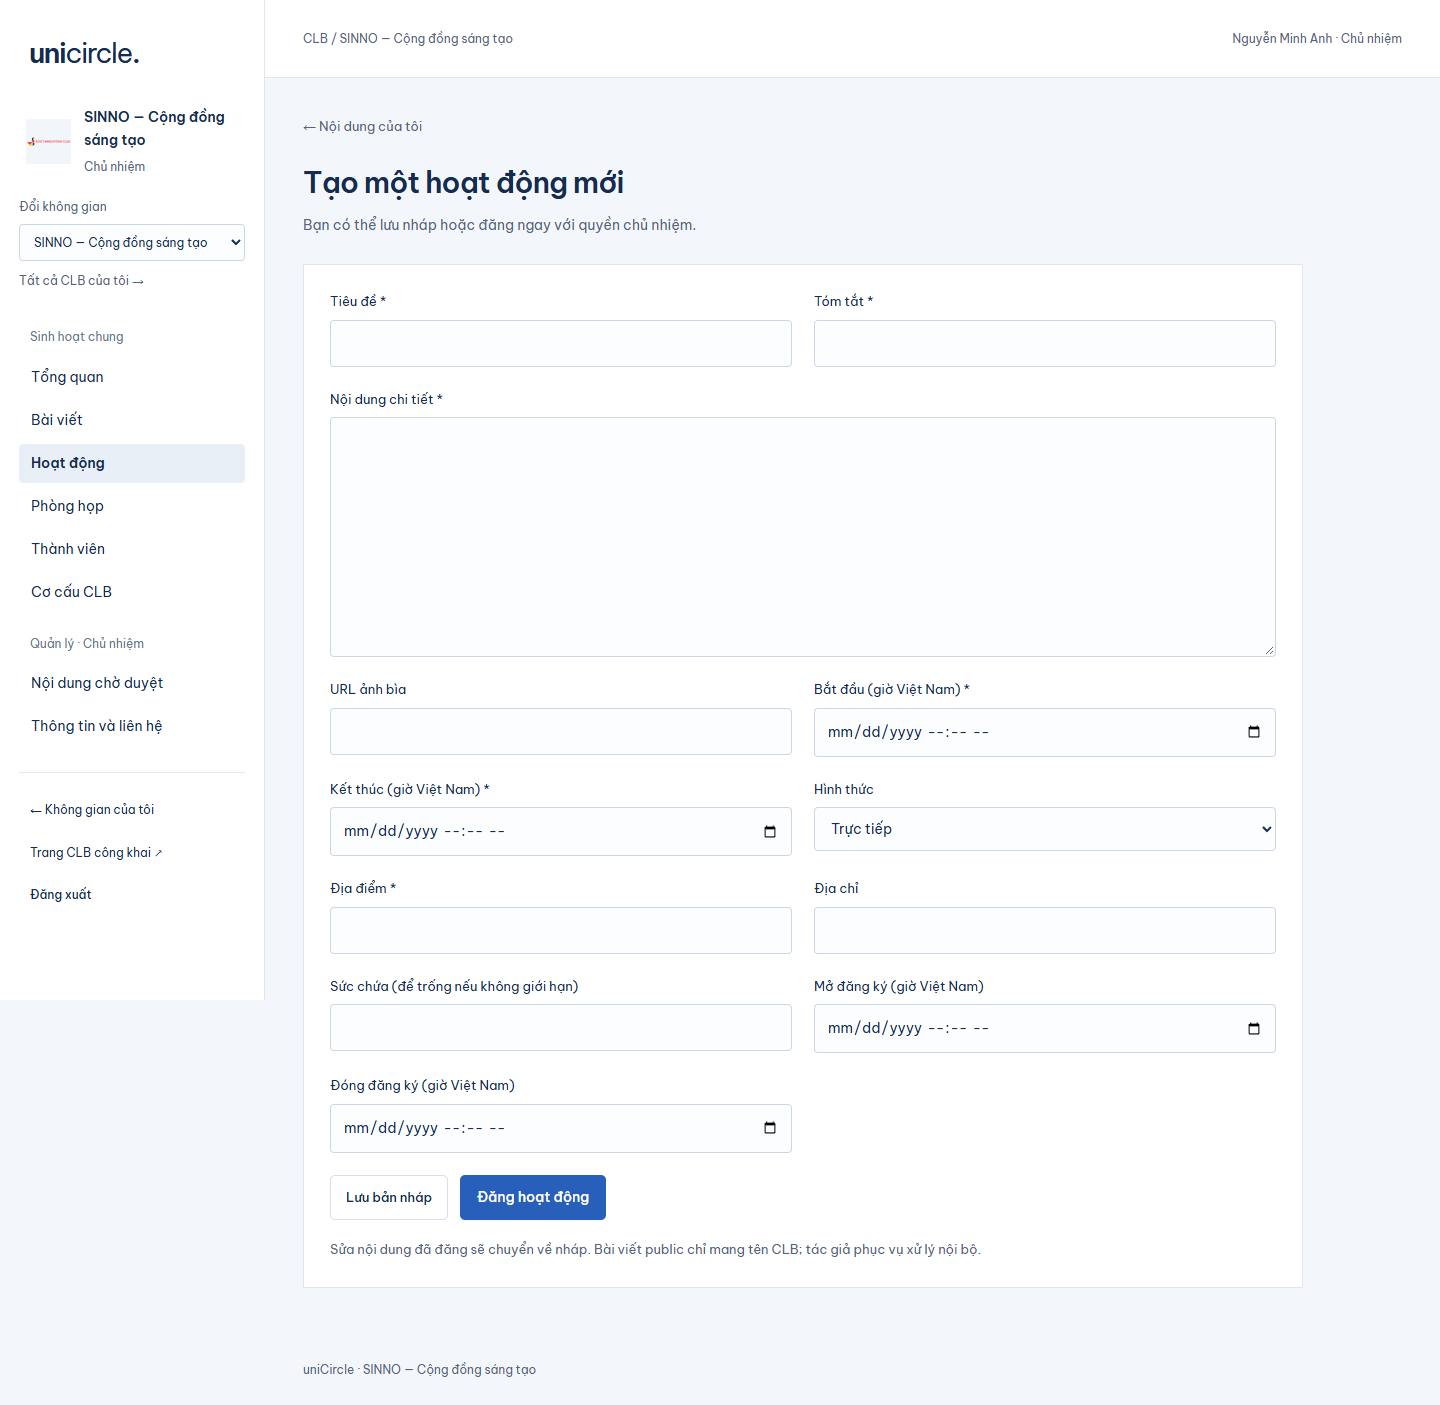 unicircle.
SINNO — Cộng đồng
sáng tạo
Chủ nhiệm
Đổi không gian
SINNO — Cộng đồng sáng tạo
Tất cả CLB của tôi →
Sinh hoạt chung
Tổng quan
Bài viết
Hoạt động
Phòng họp
Thành viên
Cơ cấu CLB
Quản lý · Chủ nhiệm
Nội dung chờ duyệt
Thông tin và liên hệ
← Không gian của tôi
Trang CLB công khai ↗
Đăng xuất
CLB / SINNO — Cộng đồng sáng tạo
Nguyễn Minh Anh · Chủ nhiệm
← Nội dung của tôi
Tạo một hoạt động mới
Bạn có thể lưu nháp hoặc đăng ngay với quyền chủ nhiệm.
Tiêu đề *
Tóm tắt *
Nội dung chi tiết *
URL ảnh bìa
Bắt đầu (giờ Việt Nam) *
mm/dd/yyyy --:-- --
Kết thúc (giờ Việt Nam) *
mm/dd/yyyy --:-- --
Hình thức
Trực tiếp
Địa điểm *
Địa chỉ
Sức chứa (để trống nếu không giới hạn)
Mở đăng ký (giờ Việt Nam)
mm/dd/yyyy --:-- --
Đóng đăng ký (giờ Việt Nam)
mm/dd/yyyy --:-- --
Lưu bản nháp
Đăng hoạt động
Sửa nội dung đã đăng sẽ chuyển về nháp. Bài viết public chỉ mang tên CLB; tác giả phục vụ xử lý nội bộ.
uniCircle · SINNO — Cộng đồng sáng tạo